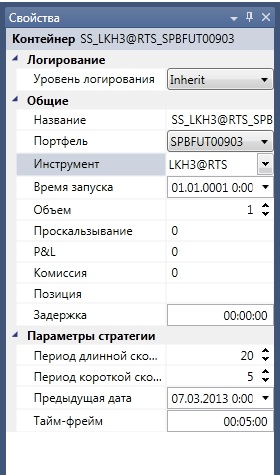 Свойства
Контейнер SS_LKH3@RTS_SPBFUT00903
Логирование
Уровень логирования Inherit
Общие
Название SS_LKH3@RTS_SPB
Портфель SPBFUT00903
Инструмент LKH3@RTS
Время запуска 01.01.0001 0:00
Объем 1
Проскальзывание 0
P&L 0
Комиссия 0
Позиция
Задержка 00:00:00
Параметры стратегии
Период длинной ско... 20
Период короткой ско... 5
Предыдущая дата 07.03.2013 0:00
Тайм-фрейм 00:05:00